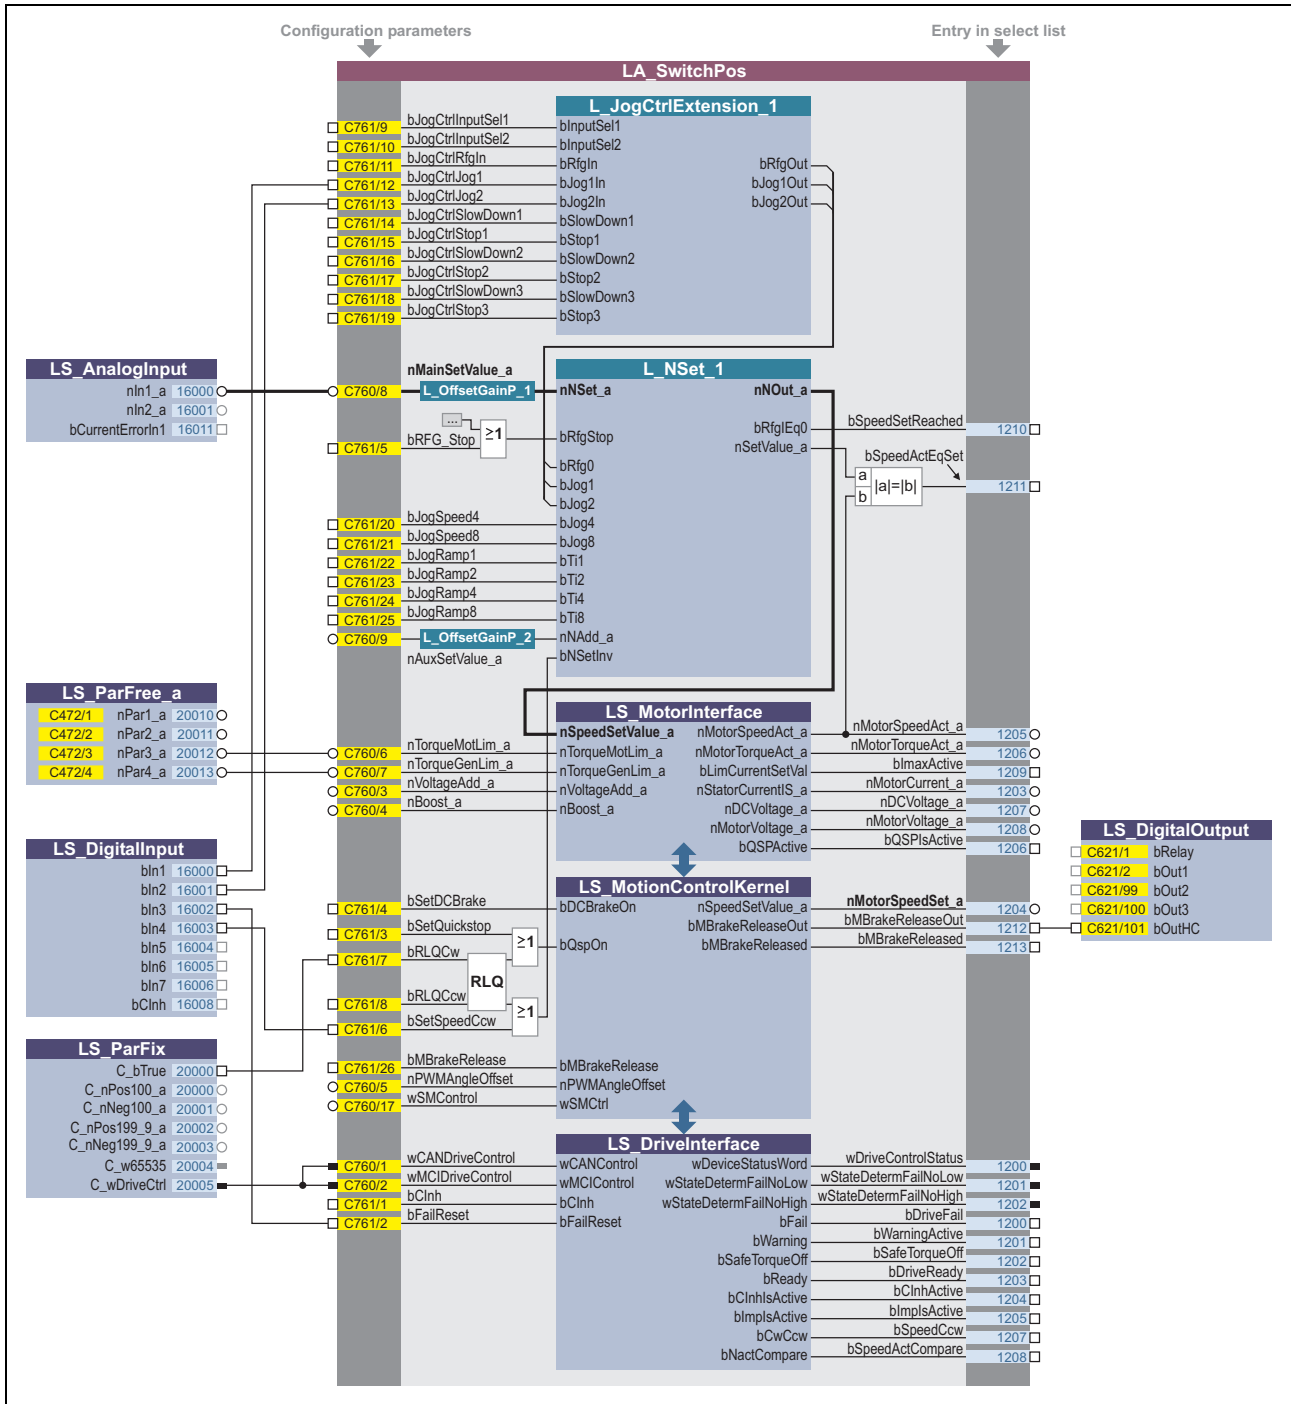 Configuration parameters
Entry in select list
LA_SwitchPos
L_JogCtrlExtension_1
C761/9 bJogCtrlInputSel1 bInputSel1
C761/10 bJogCtrlInputSel2 bInputSel2
C761/11 bJogCtrlRfgIn bRfgIn bRfgOut
C761/12 bJogCtrlJog1 bJog1In bJog1Out
C761/13 bJogCtrlJog2 bJog2In bJog2Out
C761/14 bJogCtrlSlowDown1 bSlowDown1
C761/15 bJogCtrlStop1 bStop1
C761/16 bJogCtrlSlowDown2 bSlowDown2
C761/17 bJogCtrlStop2 bStop2
C761/18 bJogCtrlSlowDown3 bSlowDown3
C761/19 bJogCtrlStop3 bStop3
LS_AnalogInput
nIn1_a 16000
nIn2_a 16001
bCurrentErrorIn1 16011
nMainSetValue_a
L_NSet_1
C760/8 L_OffsetGainP_1 nNSet_a nNOut_a
...
≥1
bRfgIEq0 bSpeedSetReached 1210
C761/5 bRFG_Stop bRfgStop
nSetValue_a
bSpeedActEqSet
a
b
|a|=|b|
1211
bRfg0
bJog1
bJog2
C761/20 bJogSpeed4 bJog4
C761/21 bJogSpeed8 bJog8
C761/22 bJogRamp1 bTi1
C761/23 bJogRamp2 bTi2
C761/24 bJogRamp4 bTi4
C761/25 bJogRamp8 bTi8
C760/9 L_OffsetGainP_2 nNAdd_a
nAuxSetValue_a bNSetInv
LS_ParFree_a
C472/1 nPar1_a 20010
C472/2 nPar2_a 20011
C472/3 nPar3_a 20012
C472/4 nPar4_a 20013
LS_MotorInterface
nSpeedSetValue_a nMotorSpeedAct_a nMotorSpeedAct_a 1205
C760/6 nTorqueMotLim_a nTorqueMotLim_a nMotorTorqueAct_a nMotorTorqueAct_a 1206
C760/7 nTorqueGenLim_a nTorqueGenLim_a bLimCurrentSetVal bImaxActive 1209
C760/3 nVoltageAdd_a nVoltageAdd_a nStatorCurrentIS_a nMotorCurrent_a 1203
C760/4 nBoost_a nBoost_a nDCVoltage_a nDCVoltage_a 1207
nMotorVoltage_a nMotorVoltage_a 1208
bQSPActive bQSPIsActive 1206
LS_DigitalOutput
C621/1 bRelay
C621/2 bOut1
C621/99 bOut2
C621/100 bOut3
C621/101 bOutHC
LS_DigitalInput
bIn1 16000
bIn2 16001
bIn3 16002
bIn4 16003
bIn5 16004
bIn6 16005
bIn7 16006
bCInh 16008
LS_MotionControlKernel
C761/4 bSetDCBrake bDCBrakeOn nSpeedSetValue_a nMotorSpeedSet_a 1204
C761/3 bSetQuickstop bMBrakeReleaseOut bMBrakeReleaseOut 1212
≥1
bQspOn bMBrakeReleased bMBrakeReleased 1213
C761/7 bRLQCw
RLQ
C761/8 bRLQCcw
≥1
C761/6 bSetSpeedCcw
C761/26 bMBrakeRelease bMBrakeRelease
C760/5 nPWMAngleOffset nPWMAngleOffset
C760/17 wSMControl wSMCtrl
LS_ParFix
C_bTrue 20000
C_nPos100_a 20000
C_nNeg100_a 20001
C_nPos199_9_a 20002
C_nNeg199_9_a 20003
C_w65535 20004
C_wDriveCtrl 20005
LS_DriveInterface
C760/1 wCANDriveControl wCANControl wDeviceStatusWord wDriveControlStatus 1200
C760/2 wMCIDriveControl wMCIControl wStateDetermFailNoLow wStateDetermFailNoLow 1201
C761/1 bCInh bCInh wStateDetermFailNoHigh wStateDetermFailNoHigh 1202
C761/2 bFailReset bFailReset bFail bDriveFail 1200
bWarning bWarningActive 1201
bSafeTorqueOff bSafeTorqueOff 1202
bReady bDriveReady 1203
bCInhIsActive bCInhActive 1204
bImpIsActive bImpIsActive 1205
bCwCcw bSpeedCcw 1207
bNactCompare bSpeedActCompare 1208